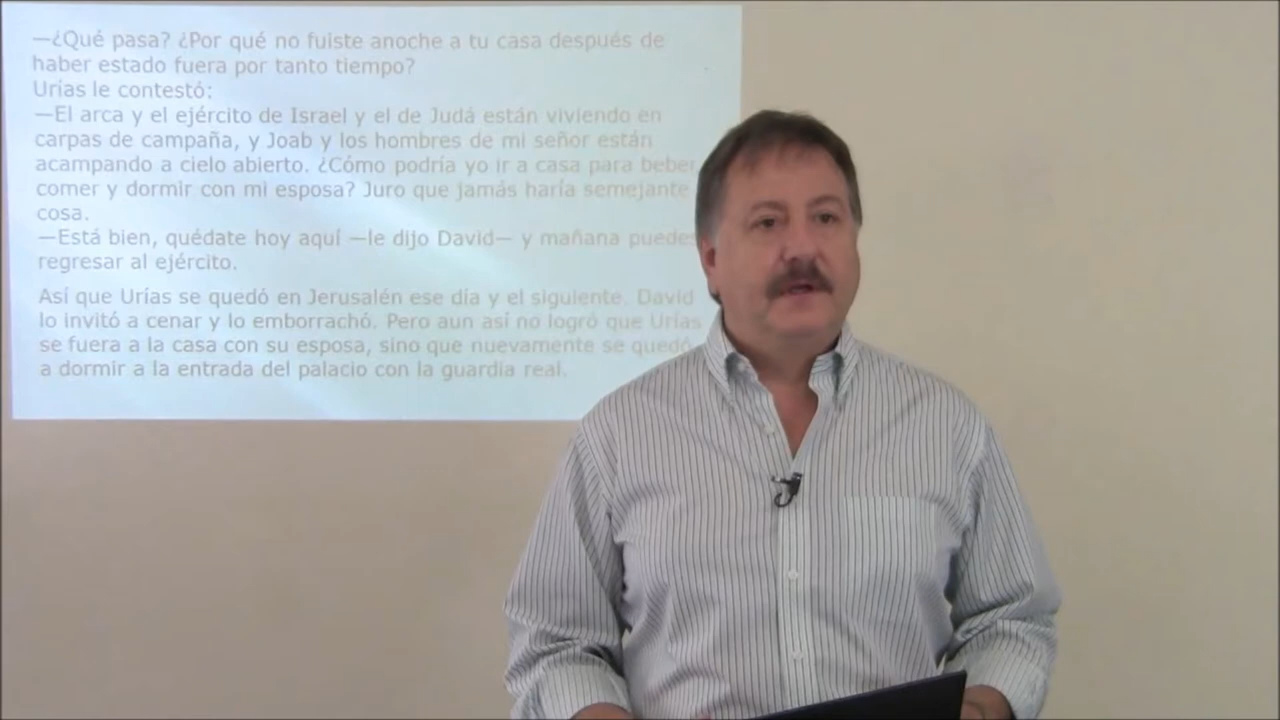 —¿Qué pasa? ¿Por qué no fuiste anoche a tu casa después de
haber estado fuera por tanto tiempo?
Urías le contestó:
—El arca y el ejército de Israel y el de Judá están viviendo en
carpas de campaña, y Joab y los hombres de mi señor están
acampando a cielo abierto. ¿Cómo podría yo ir a casa para beber
comer y dormir con mi esposa? Juro que jamás haría semejante
cosa.
—Está bien, quédate hoy aquí —le dijo David— y mañana puedes
regresar al ejército.
Así que Urías se quedó en Jerusalén ese día y el siguiente. David
lo invitó a cenar y lo emborrachó. Pero aun así no logró que Urías
se fuera a la casa con su esposa, sino que nuevamente se quedó
a dormir a la entrada del palacio con la guardia real.